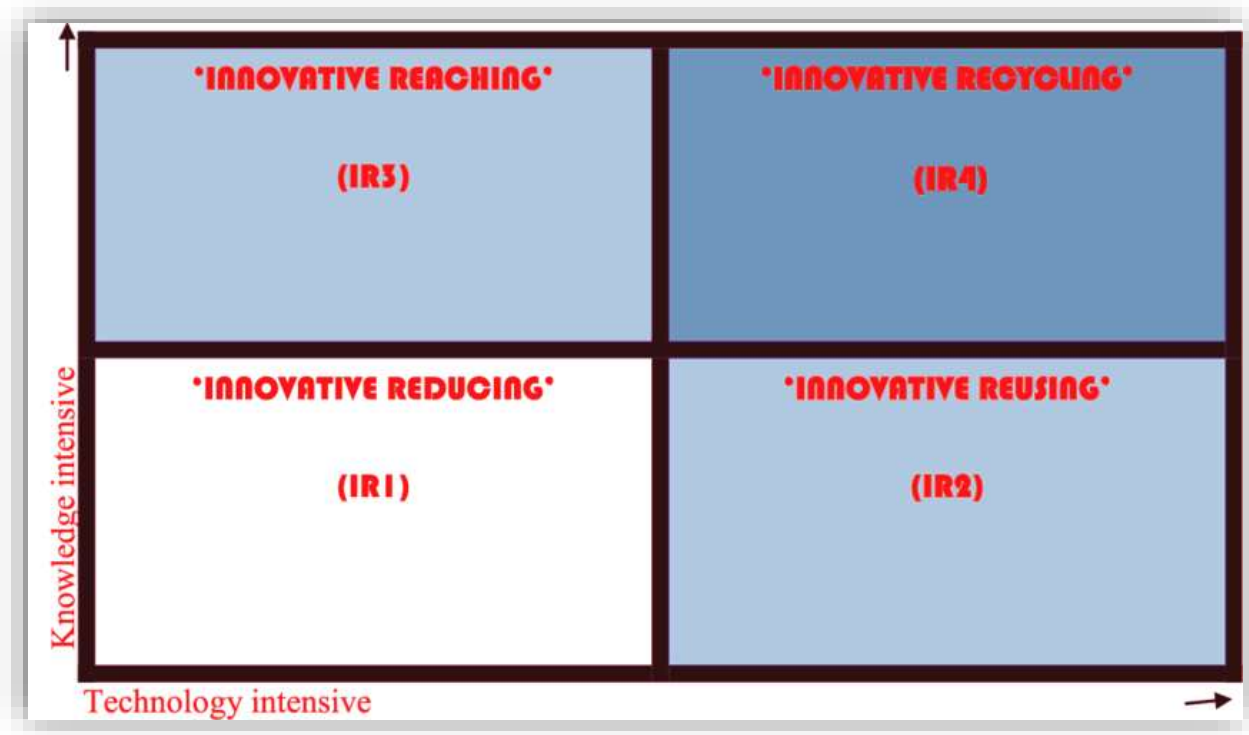 'INNOVATIVE REACHING'
'INNOVATIVE RECYCLING'
(IR3)
(IR4)
'INNOVATIVE REDUCING'
'INNOVATIVE REUSING'
(IR1)
(IR2)
Knowledge intensive
Technology intensive